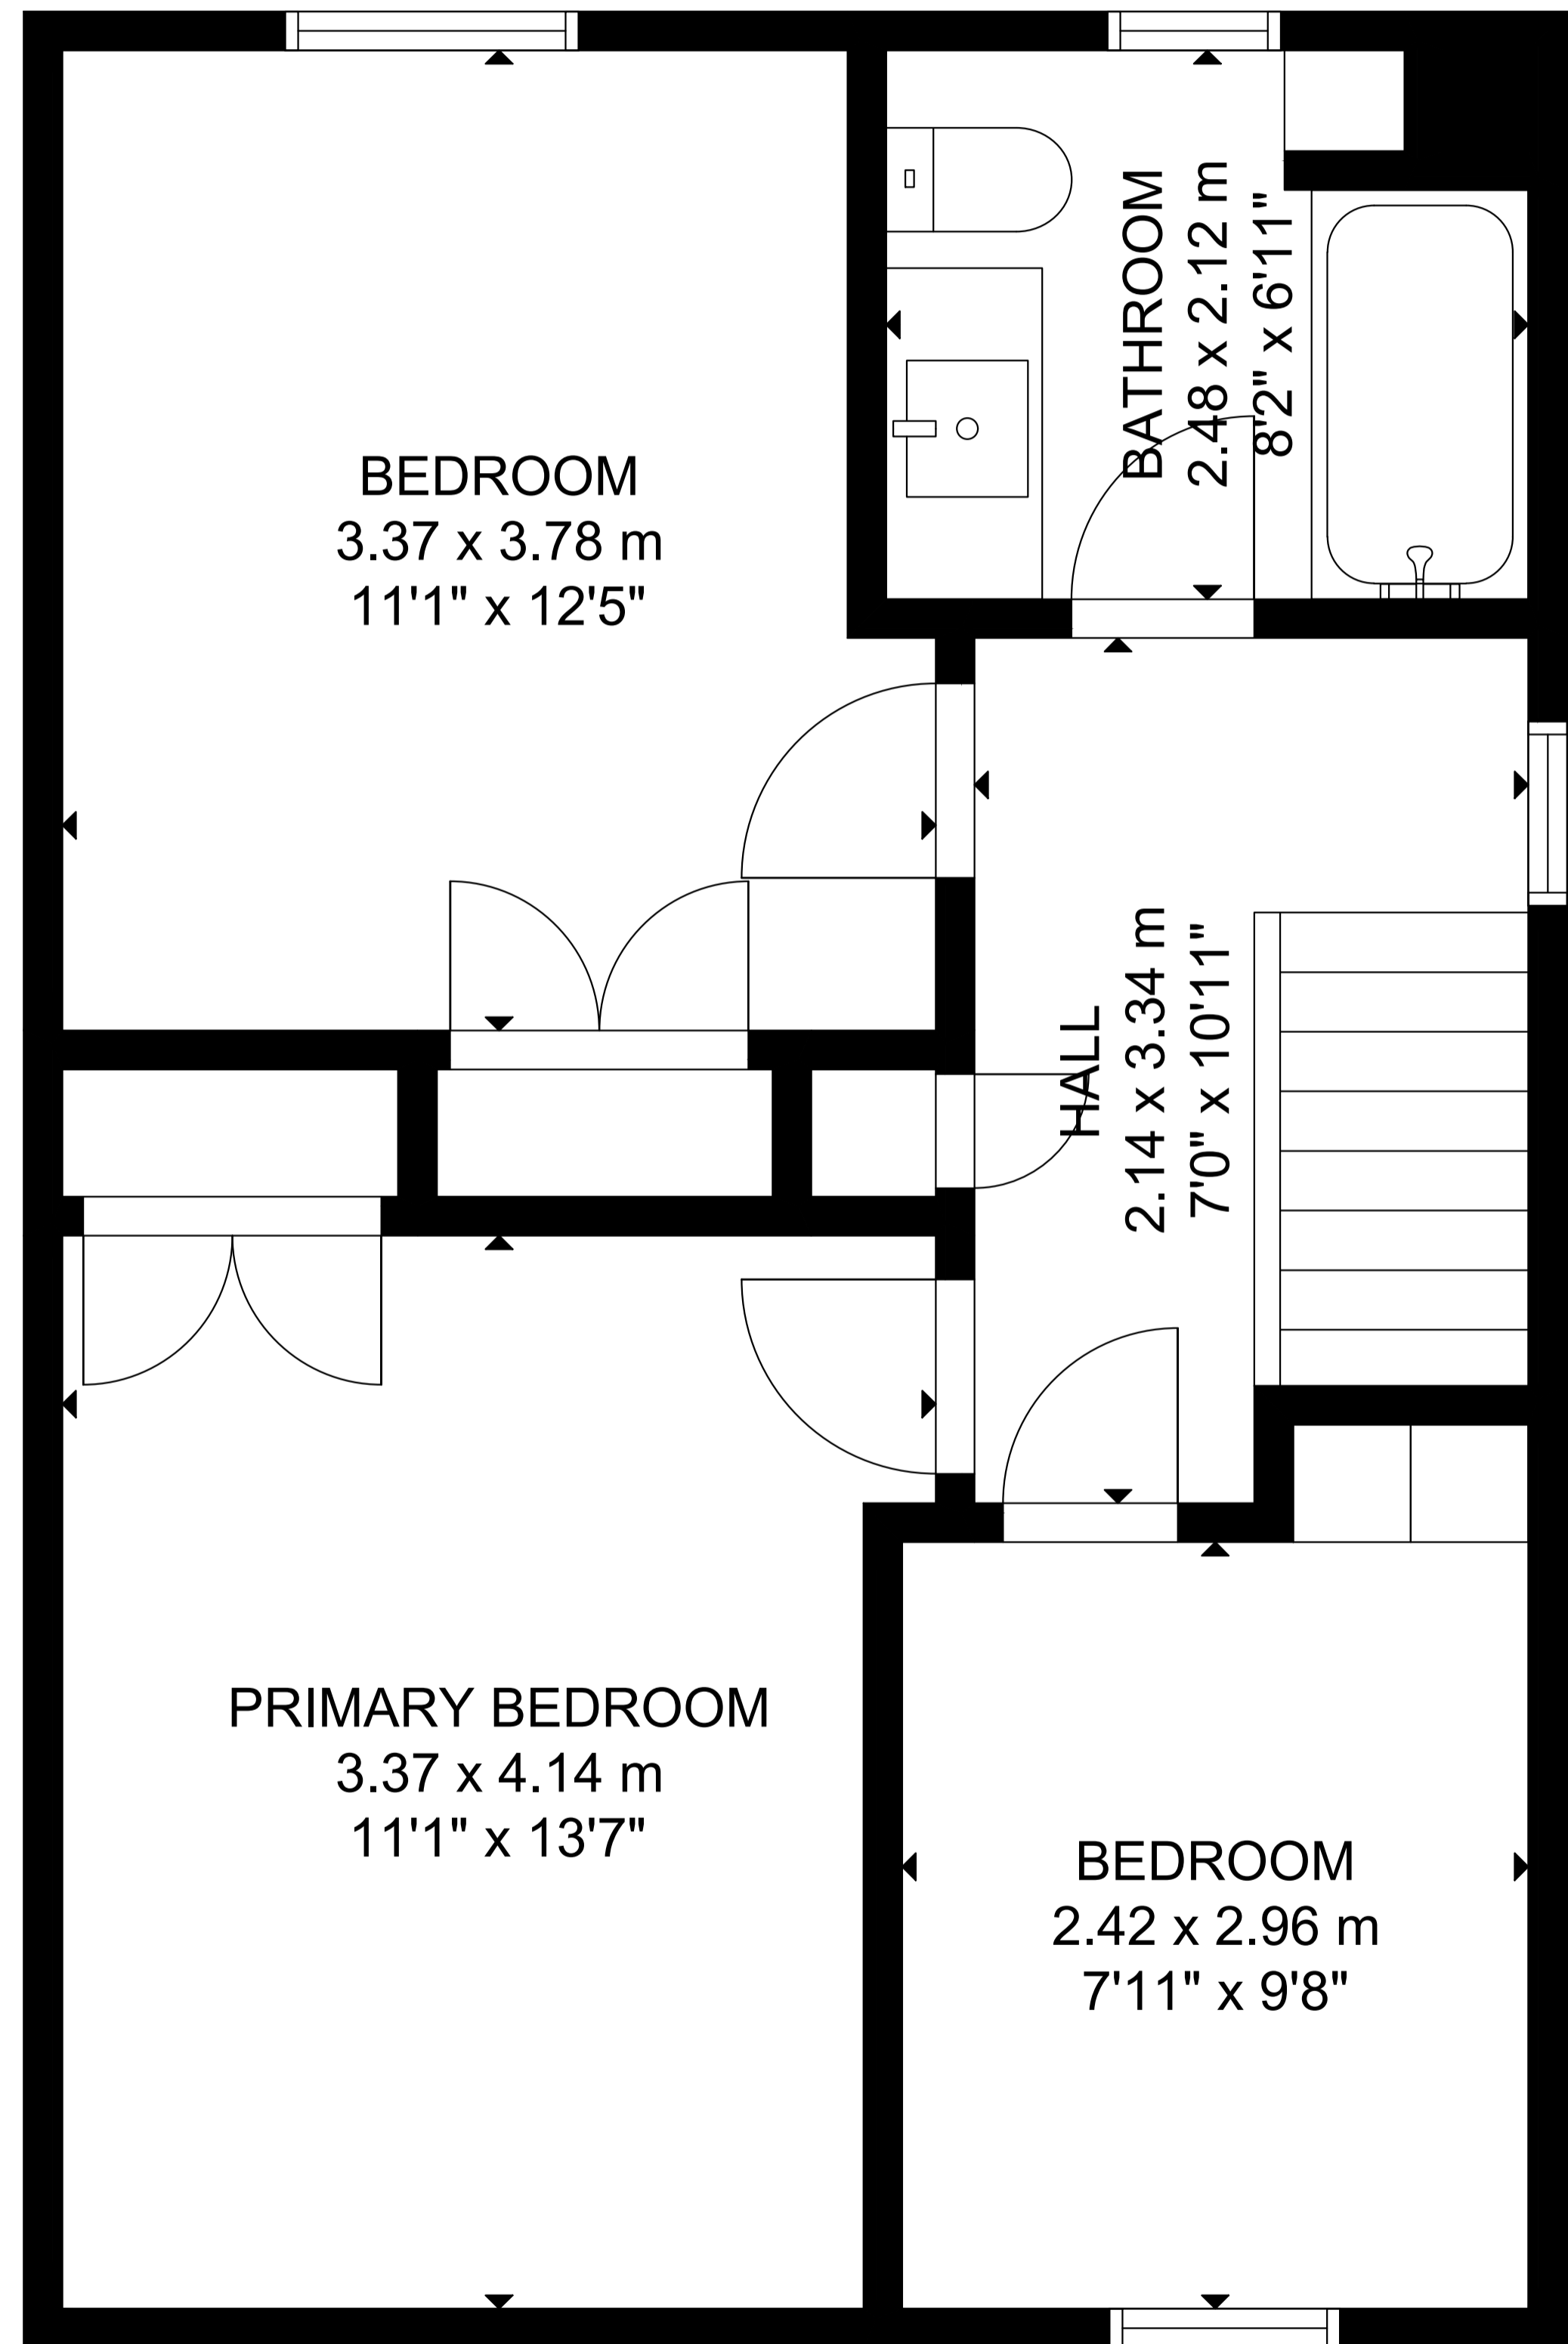 BATHROOM
2.48 x 2.12 m
8'2" x 6'11"
BEDROOM
3.37 x 3.78 m
11'1" x 12'5"
HALL
2.14 x 3.34 m
7'0" x 10'11"
PRIMARY BEDROOM
3.37 x 4.14 m
11'1" x 13'7"
BEDROOM
2.42 x 2.96 m
7'11" x 9'8"